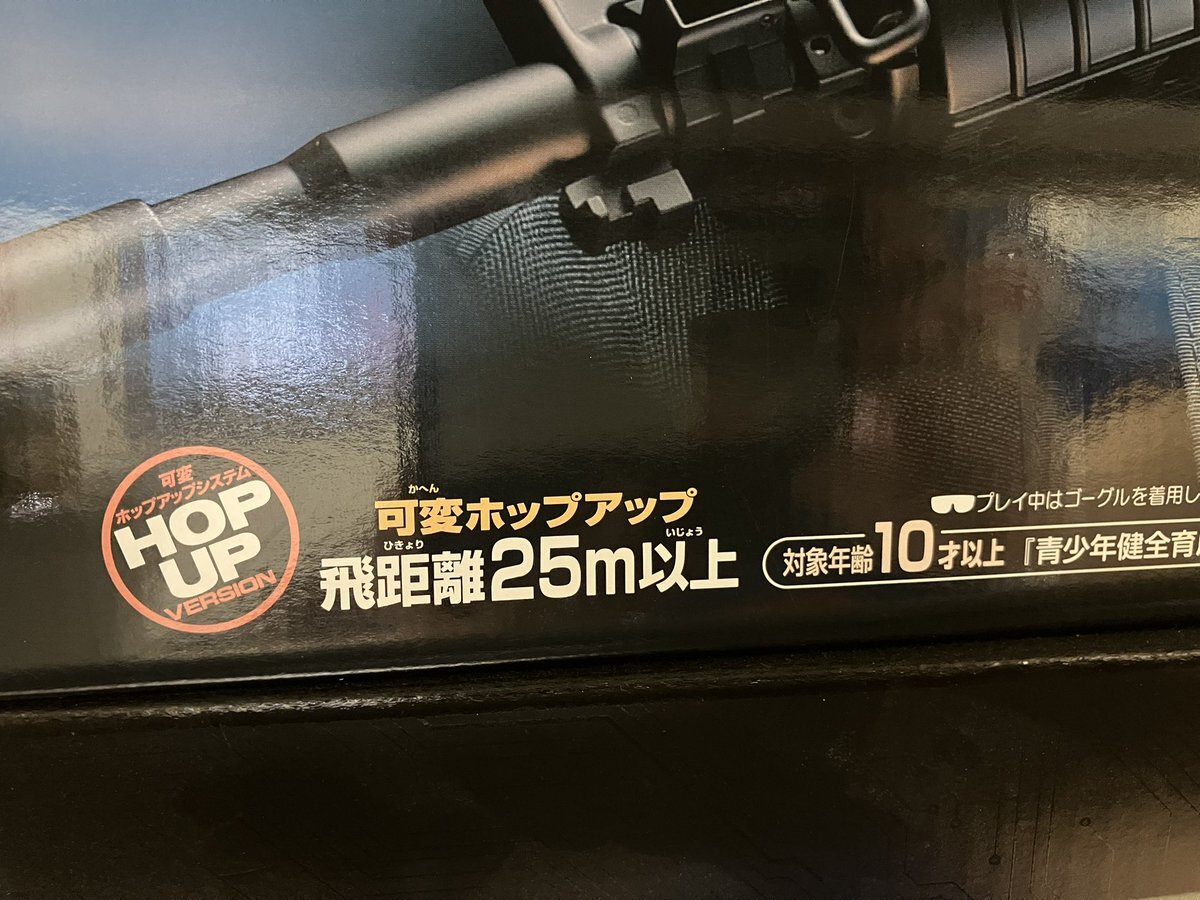 可変
ホップアップシステム
HOP
UP
VERSION
かへん
可変ホップアップ
ひきょり いじょう
飛距離25m以上
プレイ中はゴーグルを着用し
対象年齢10才以上『青少年健全育